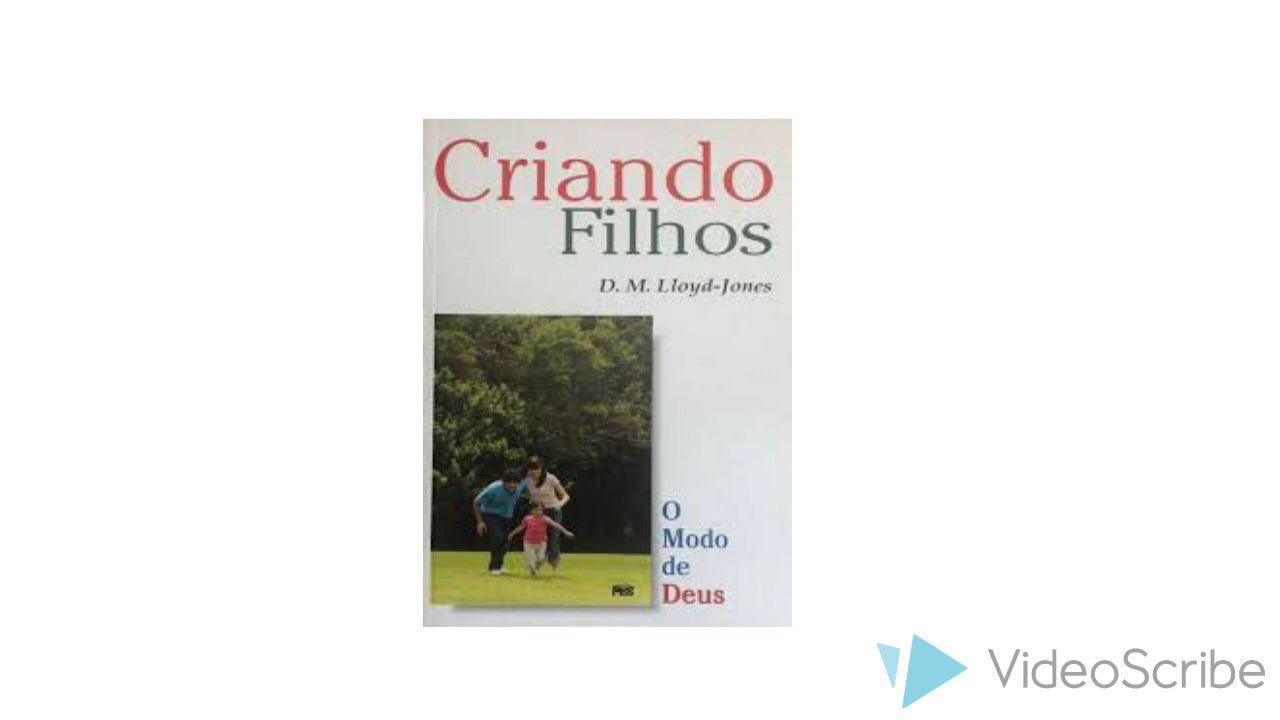 Criando
Filhos
D. M. Lloyd-Jones
O
Modo
de
Deus
PES
VideoScribe